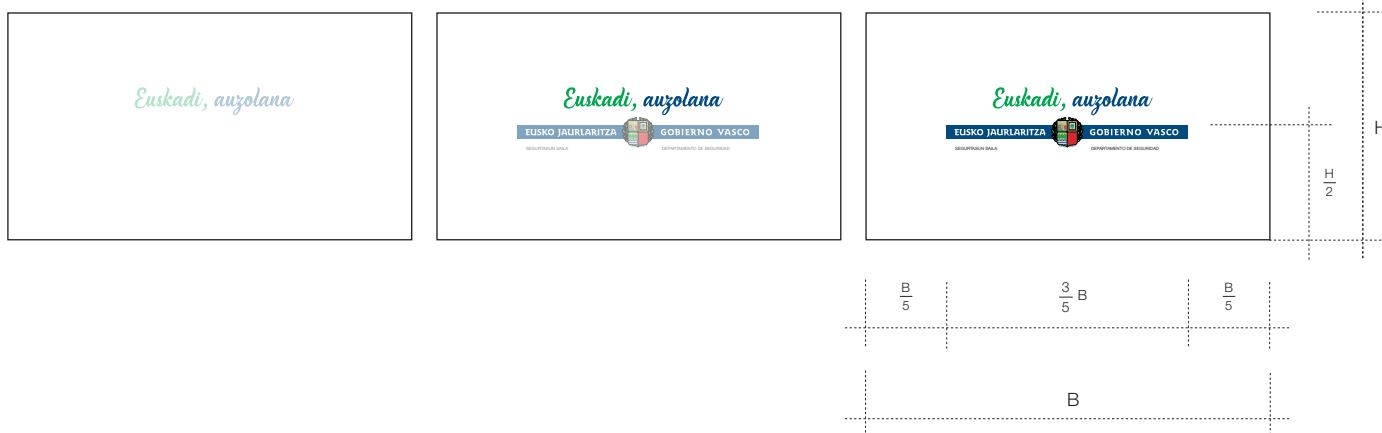 Euskadi, auzolana
Euskadi, auzolana
EUSKO JAURLARITZA GOBIERNO VASCO
SEGURTASUN SAILA DEPARTAMENTO DE SEGURIDAD
Euskadi, auzolana
EUSKO JAURLARITZA GOBIERNO VASCO
SEGURTASUN SAILA DEPARTAMENTO DE SEGURIDAD
H
H
2
B
5
3
5
B
B
5
B